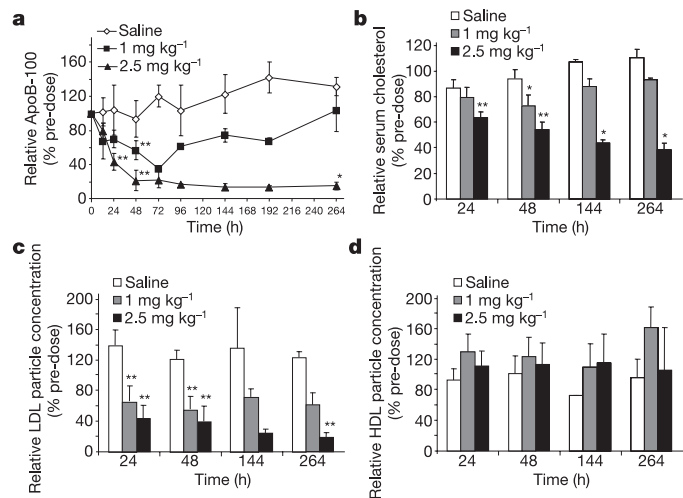 a
Saline
1 mg kg⁻¹
2.5 mg kg⁻¹
Relative ApoB-100
(% pre-dose)
160
120
80
40
0
**
**
**
*
0 24 48 72 96 120 144 168 192 216 240 264
Time (h)
b
Saline
1 mg kg⁻¹
2.5 mg kg⁻¹
Relative serum cholesterol
(% pre-dose)
120
100
80
60
40
20
0
**
*
**
*
*
24 48 144 264
Time (h)
c
Saline
1 mg kg⁻¹
2.5 mg kg⁻¹
Relative LDL particle concentration
(% pre-dose)
200
160
120
80
40
0
**
**
**
**
**
24 48 144 264
Time (h)
d
Saline
1 mg kg⁻¹
2.5 mg kg⁻¹
Relative HDL particle concentration
(% pre-dose)
200
160
120
80
40
0
24 48 144 264
Time (h)